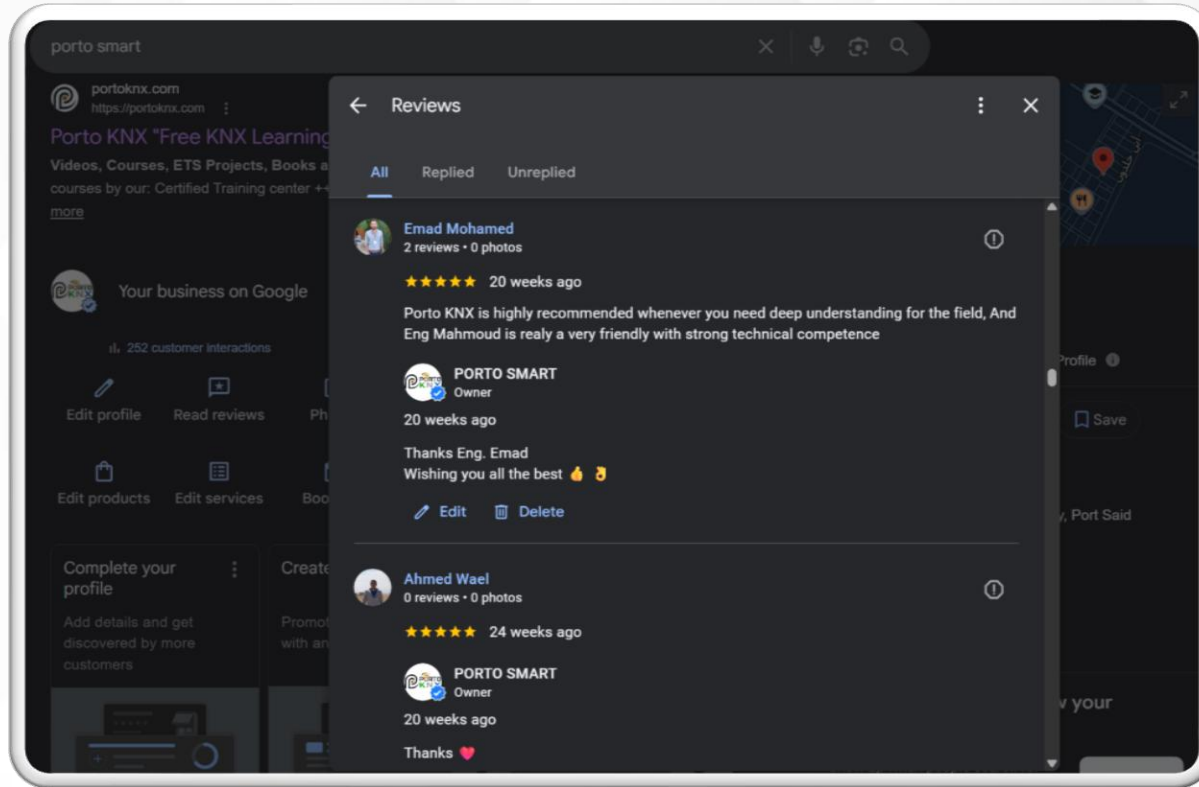 porto smart
portoknx.com
https://portoknx.com
Porto KNX "Free KNX Learning
Videos, Courses, ETS Projects, Books a
courses by our: Certified Training center
more
Your business on Google
252 customer interactions
Edit profile
Read reviews
Ph
Edit products
Edit services
Boo
Complete your
profile
Add details and get
discovered by more
customers
Create
Promot
with an
Reviews
All
Replied
Unreplied
Emad Mohamed
2 reviews • 0 photos
20 weeks ago
Porto KNX is highly recommended whenever you need deep understanding for the field, And
Eng Mahmoud is realy a very friendly with strong technical competence
PORTO SMART
Owner
20 weeks ago
Thanks Eng. Emad
Wishing you all the best 👍 👌
Edit
Delete
Ahmed Wael
0 reviews • 0 photos
24 weeks ago
PORTO SMART
Owner
20 weeks ago
Thanks ❤️
ابن خلدون
Profile
Save
y, Port Said
w your